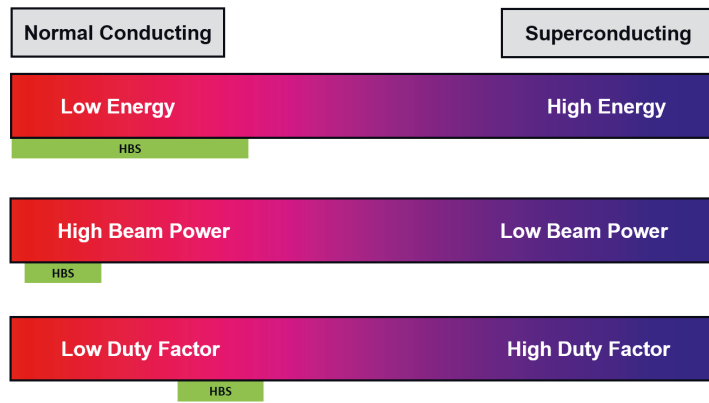 Normal Conducting
Superconducting
Low Energy
High Energy
HBS
High Beam Power
Low Beam Power
HBS
Low Duty Factor
High Duty Factor
HBS